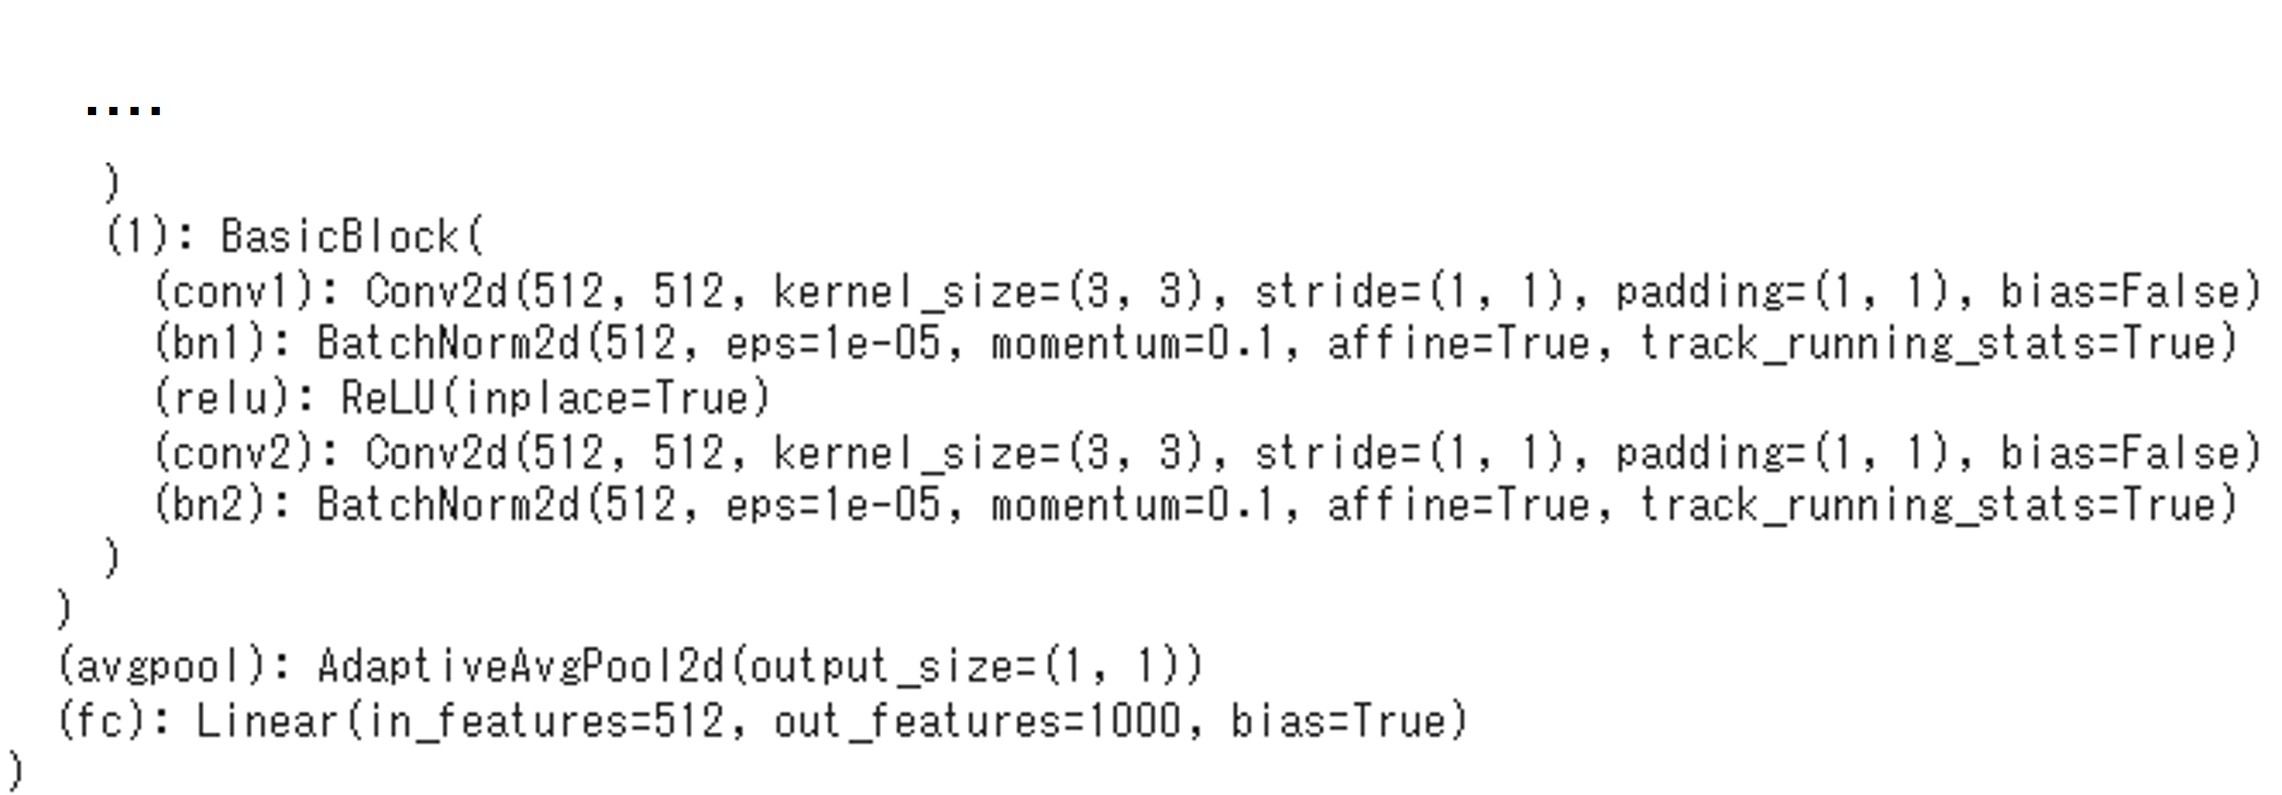 ....
)
(1): BasicBlock(
(conv1): Conv2d(512, 512, kernel_size=(3, 3), stride=(1, 1), padding=(1, 1), bias=False)
(bn1): BatchNorm2d(512, eps=1e-05, momentum=0.1, affine=True, track_running_stats=True)
(relu): ReLU(inplace=True)
(conv2): Conv2d(512, 512, kernel_size=(3, 3), stride=(1, 1), padding=(1, 1), bias=False)
(bn2): BatchNorm2d(512, eps=1e-05, momentum=0.1, affine=True, track_running_stats=True)
)
)
(avgpool): AdaptiveAvgPool2d(output_size=(1, 1))
(fc): Linear(in_features=512, out_features=1000, bias=True)
)